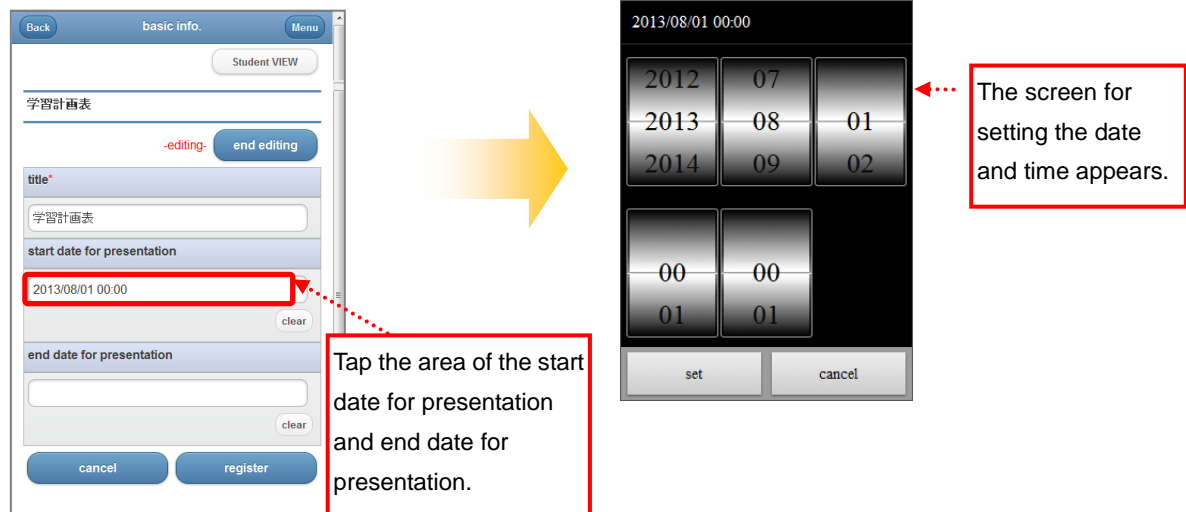 Back
basic info.
Menu
Student VIEW
学習計画表
-editing-
end editing
title*
学習計画表
start date for presentation
2013/08/01 00:00
clear
end date for presentation
clear
cancel
register
Tap the area of the start
date for presentation
and end date for
presentation.
2013/08/01 00:00
2012 07
2013 08 01
2014 09 02
00 00
01 01
set
cancel
The screen for
setting the date
and time appears.